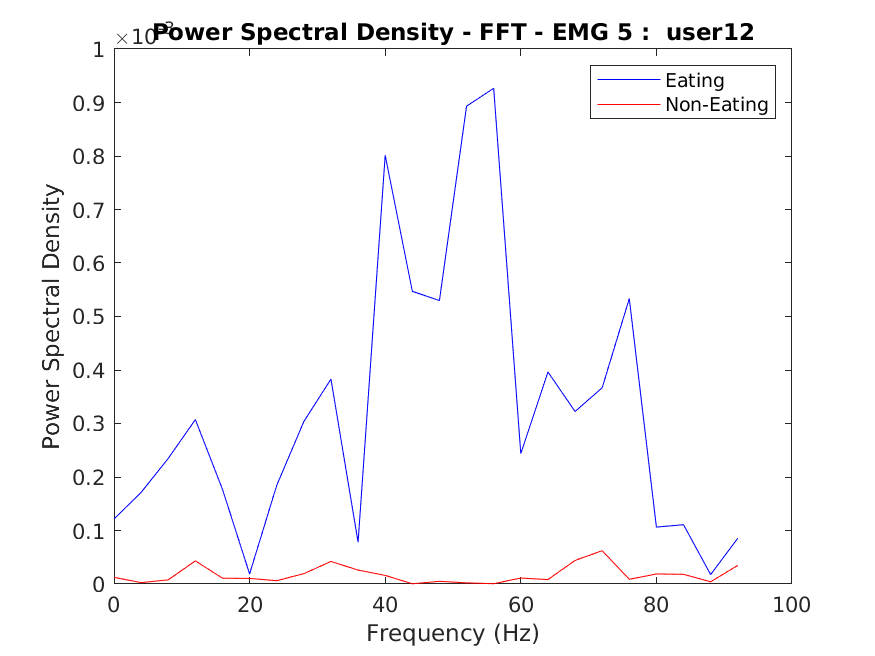 Power Spectral Density - FFT - EMG 5 : user12
×10
1
0.9
0.8
0.7
0.6
0.5
0.4
0.3
0.2
0.1
0
Power Spectral Density
Eating
Non-Eating
0 20 40 60 80 100
Frequency (Hz)